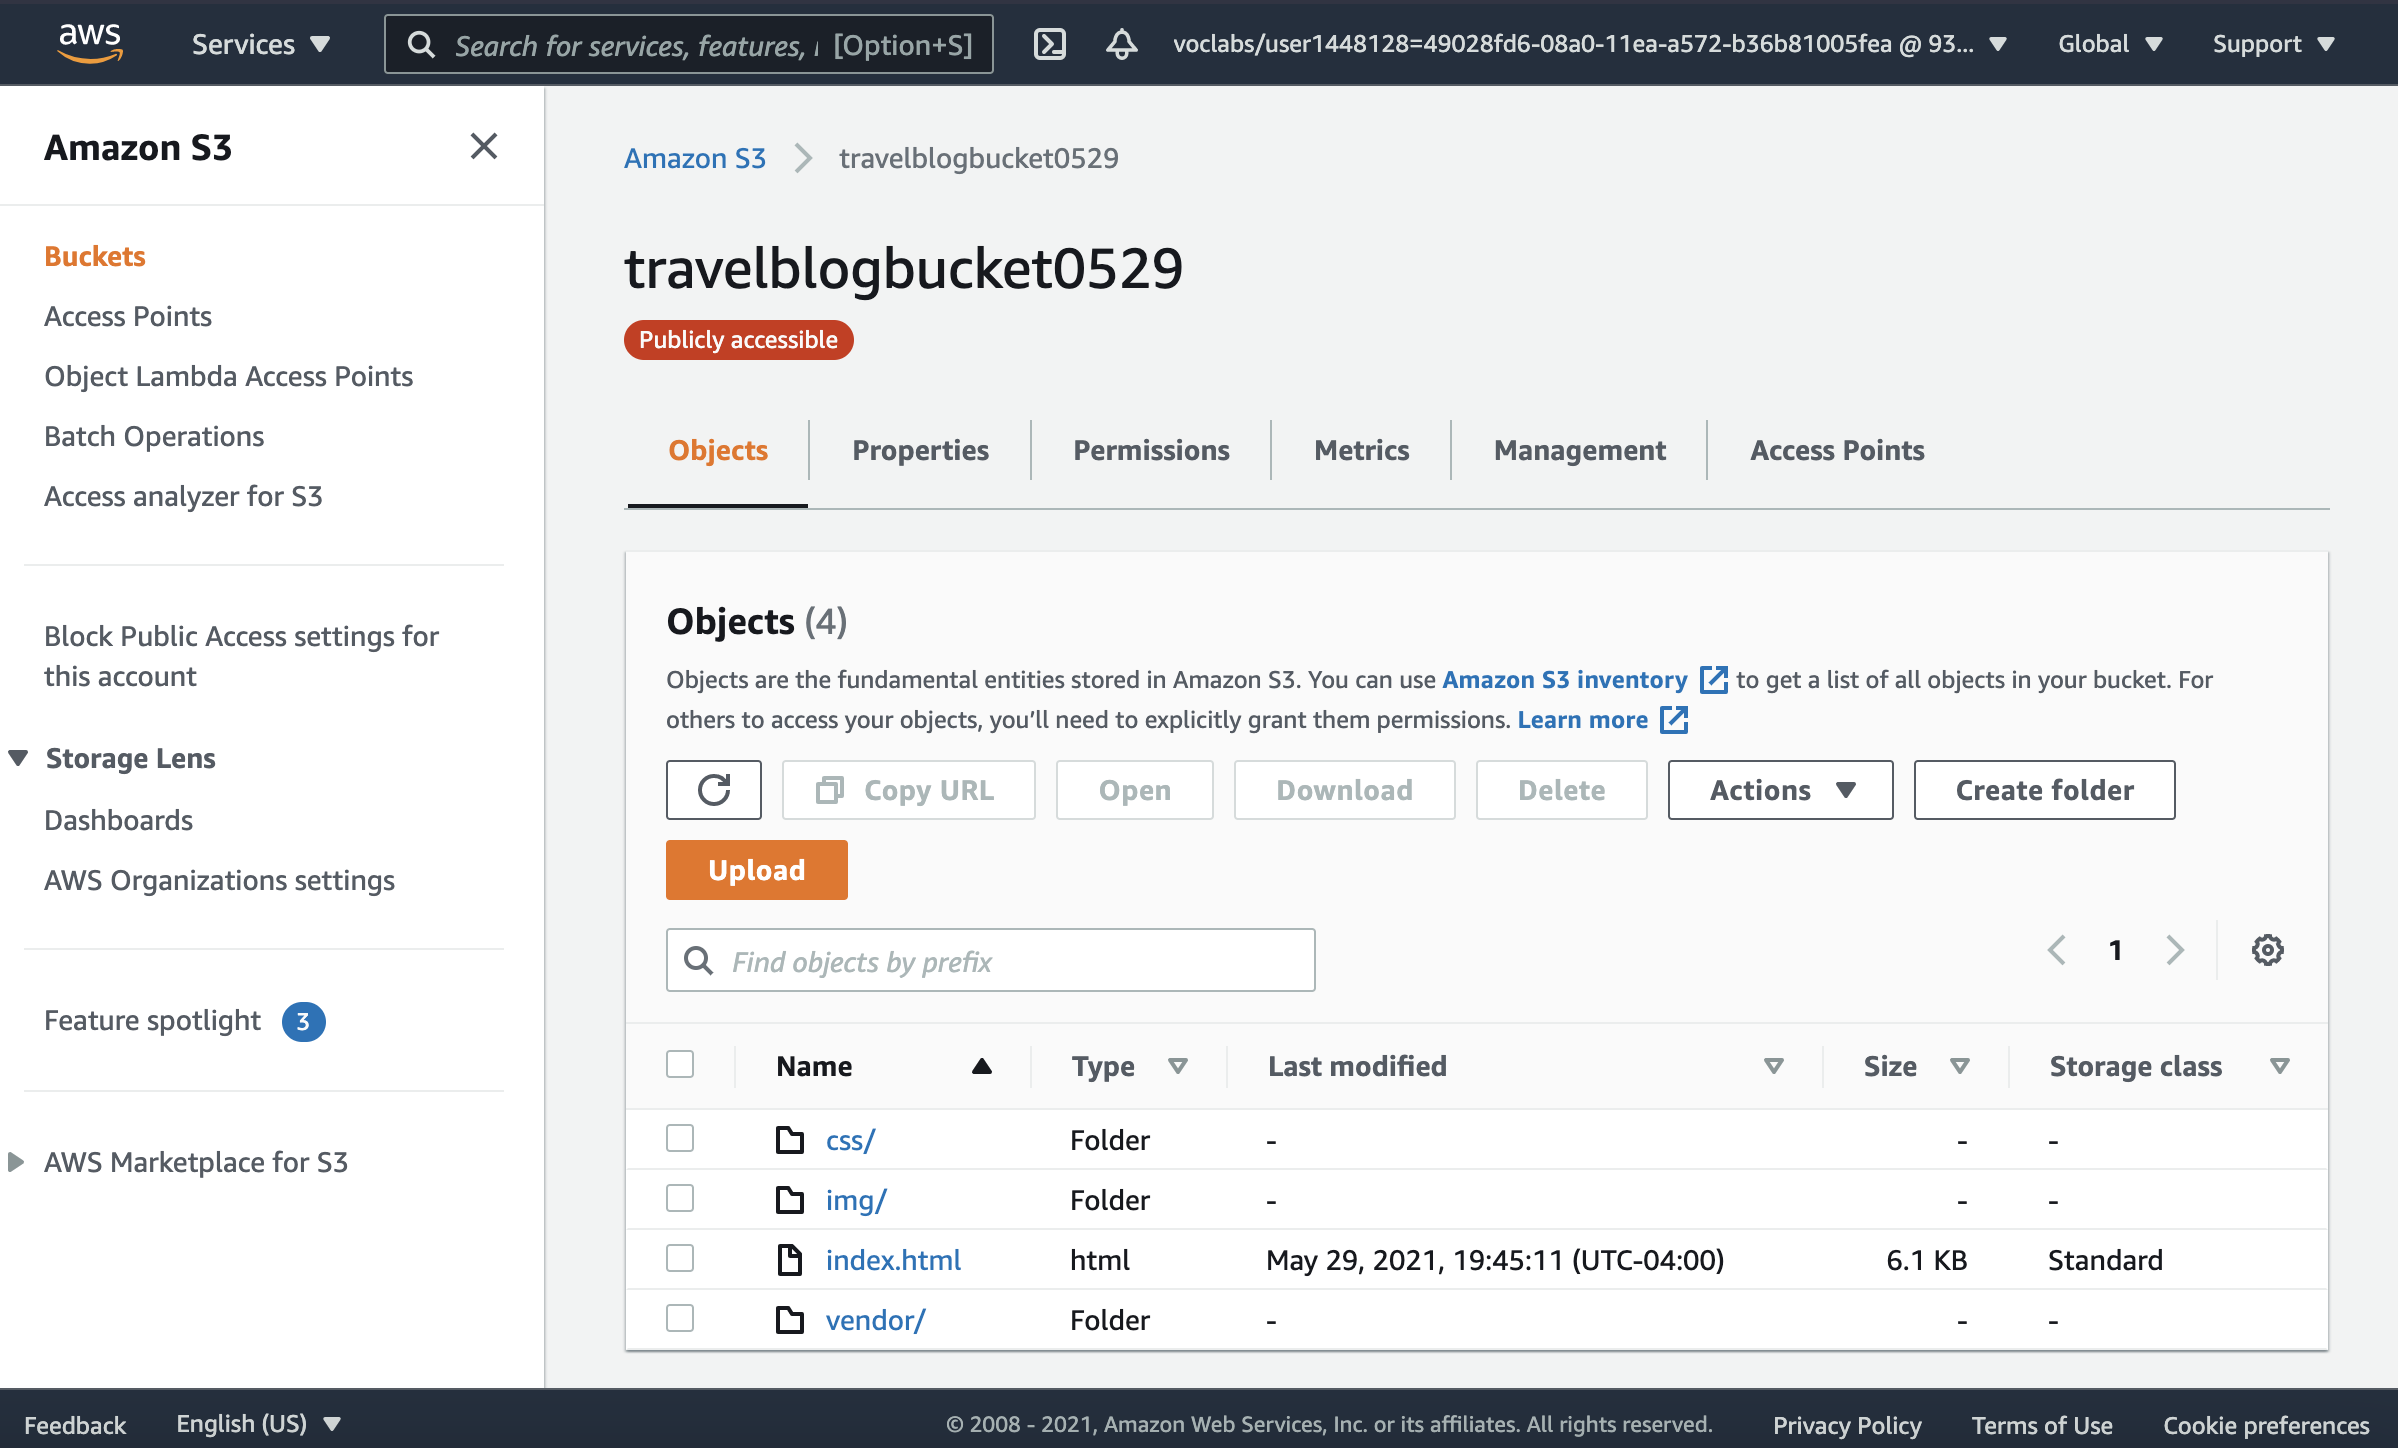 aws
Services
Search for services, features, [Option+S]
voclabs/user1448128=49028fd6-08a0-11ea-a572-b36b81005fea @ 93...
Global
Support
Amazon S3
Buckets
Access Points
Object Lambda Access Points
Batch Operations
Access analyzer for S3
Block Public Access settings for
this account
Storage Lens
Dashboards
AWS Organizations settings
Feature spotlight 3
AWS Marketplace for S3
Amazon S3 travelblogbucket0529
travelblogbucket0529
Publicly accessible
Objects Properties Permissions Metrics Management Access Points
Objects (4)
Objects are the fundamental entities stored in Amazon S3. You can use Amazon S3 inventory to get a list of all objects in your bucket. For
others to access your objects, you’ll need to explicitly grant them permissions. Learn more
Copy URL Open Download Delete Actions Create folder
Upload
Find objects by prefix
1
Name Type Last modified Size Storage class
css/ Folder - - -
img/ Folder - - -
index.html html May 29, 2021, 19:45:11 (UTC-04:00) 6.1 KB Standard
vendor/ Folder - - -
Feedback English (US) © 2008 - 2021, Amazon Web Services, Inc. or its affiliates. All rights reserved. Privacy Policy Terms of Use Cookie preferences